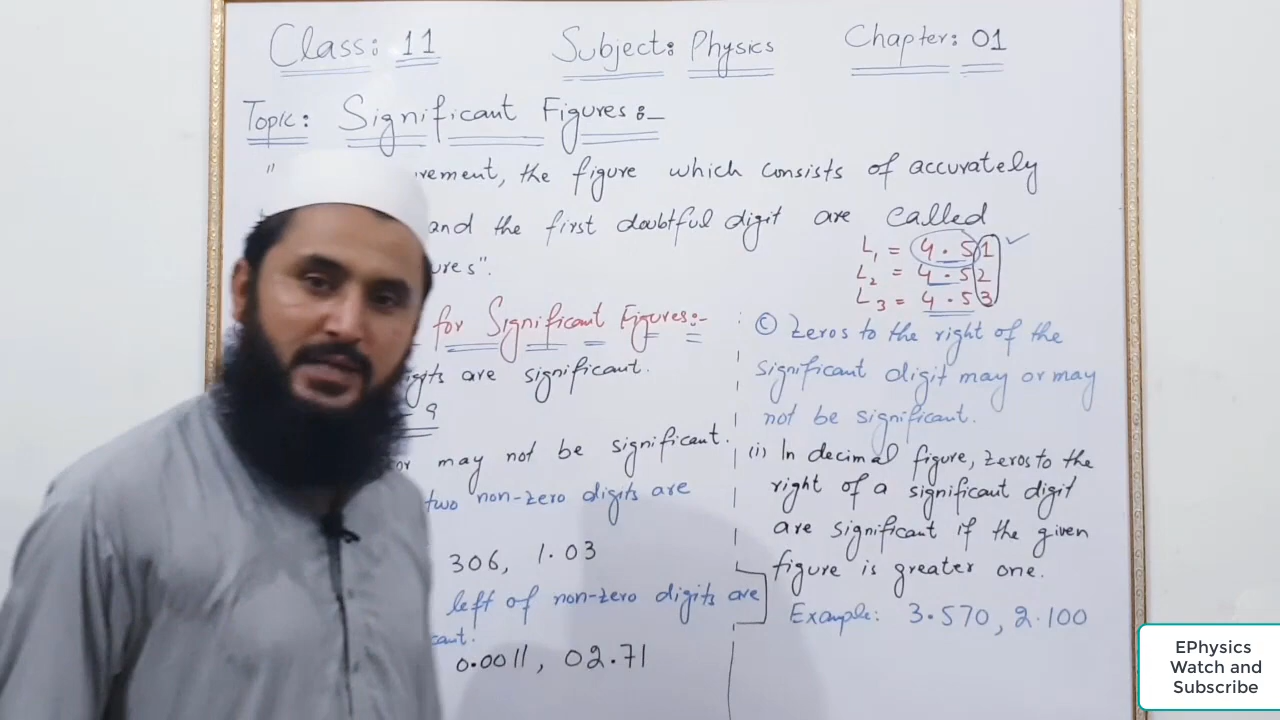 Class: 11 Subject: Physics Chapter: 01
Topic: Significant Figures:-
" rement, the figure which consists of accurately
and the first doubtful digit are called
ures".
L1 = 4.51
L2 = 4.52
L3 = 4.53
for Significant Figures:-
igits are significant.
9
or may not be significant.
two non-zero digits are
306, 1.03
left of non-zero digits are
cant.
0.0011, 02.71
© Zeros to the right of the
significant digit may or may
not be significant.
(i) In decimal figure, zeros to the
right of a significant digit
are significant if the given
figure is greater one.
Example: 3.570, 2.100
EPhysics
Watch and
Subscribe